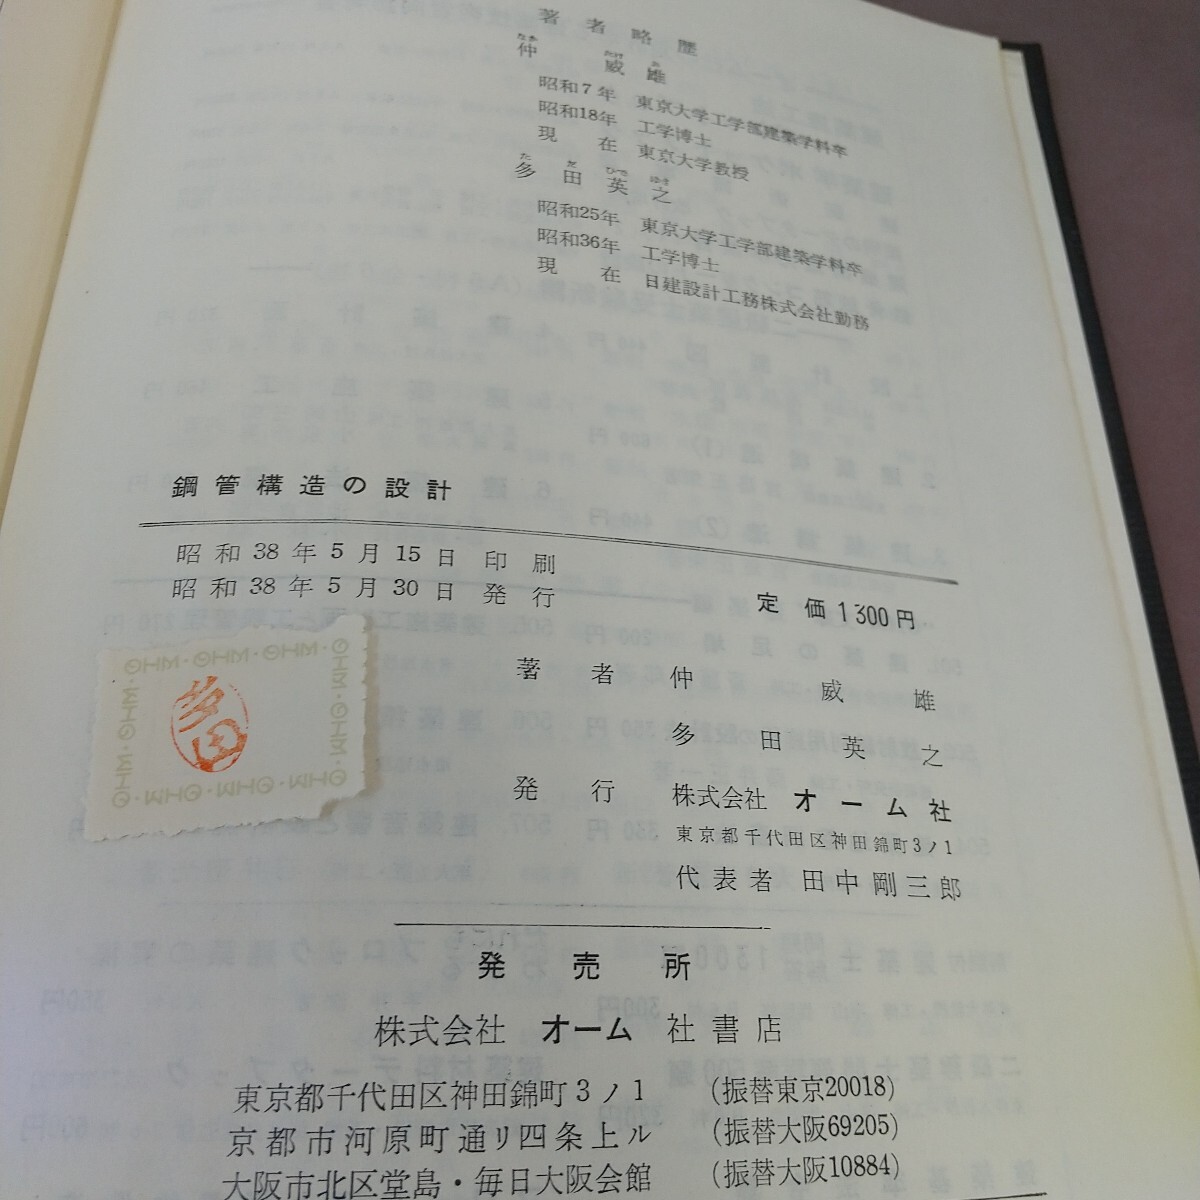 著者略歴
なか たけ お
仲 威 雄
昭和7年 東京大学工学部建築学科卒
昭和18年 工学博士
現 在 東京大学教授
た だ ひで ゆき
多 田 英 之
昭和25年 東京大学工学部建築学科卒
昭和36年 工学博士
現 在 日建設計工務株式会社勤務
鋼管構造の設計
昭和38年5月15日 印刷
昭和38年5月30日 発行
定 価 1300円
著 者 仲 威 雄
多 田 英 之
発 行 株式会社 オーム社
東京都千代田区神田錦町3ノ1
代表者 田中剛三郎
多田
発 売 所
株式会社 オーム 社書店
東京都千代田区神田錦町3ノ1 (振替東京20018)
京都市河原町通リ四条上ル (振替大阪69205)
大阪市北区堂島・毎日大阪会館 (振替大阪10884)